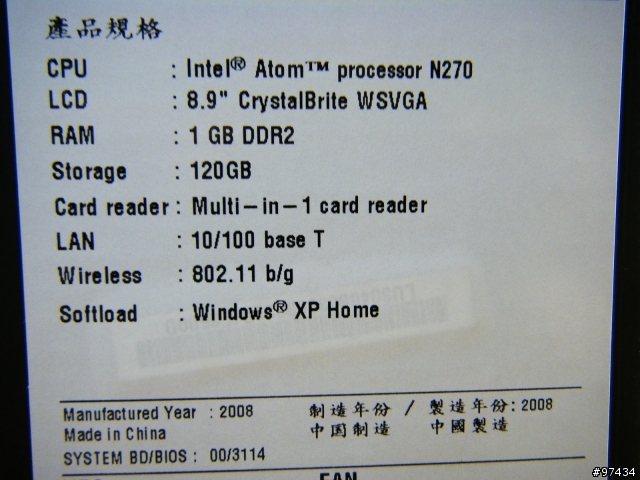 產品規格
CPU : Intel® Atom™ processor N270
LCD : 8.9" CrystalBrite WSVGA
RAM : 1 GB DDR2
Storage : 120GB
Card reader : Multi-in-1 card reader
LAN : 10/100 base T
Wireless : 802.11 b/g
Softload : Windows® XP Home
Manufactured Year : 2008 制造年份 / 製造年份: 2008
Made in China 中国制造 中國製造
SYSTEM BD/BIOS : 00/3114
EAN
#97434